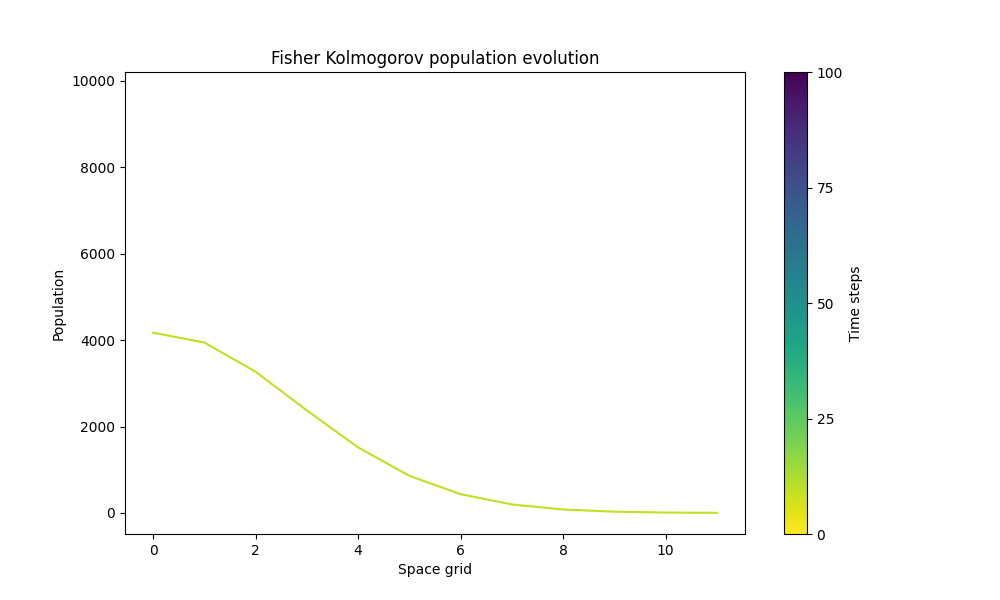 Fisher Kolmogorov population evolution
10000
8000
6000
4000
2000
0
Population
0 2 4 6 8 10
Space grid
100
75
50
25
0
Time steps